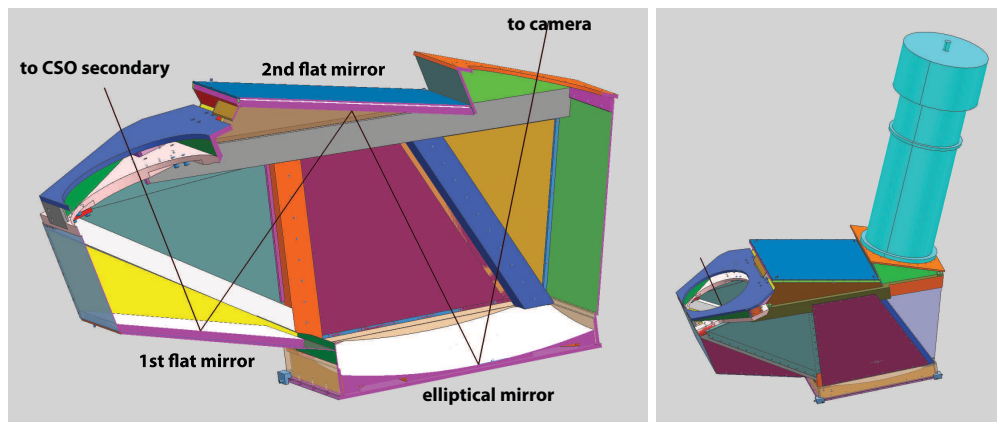 to camera
to CSO secondary
2nd flat mirror
1st flat mirror
elliptical mirror